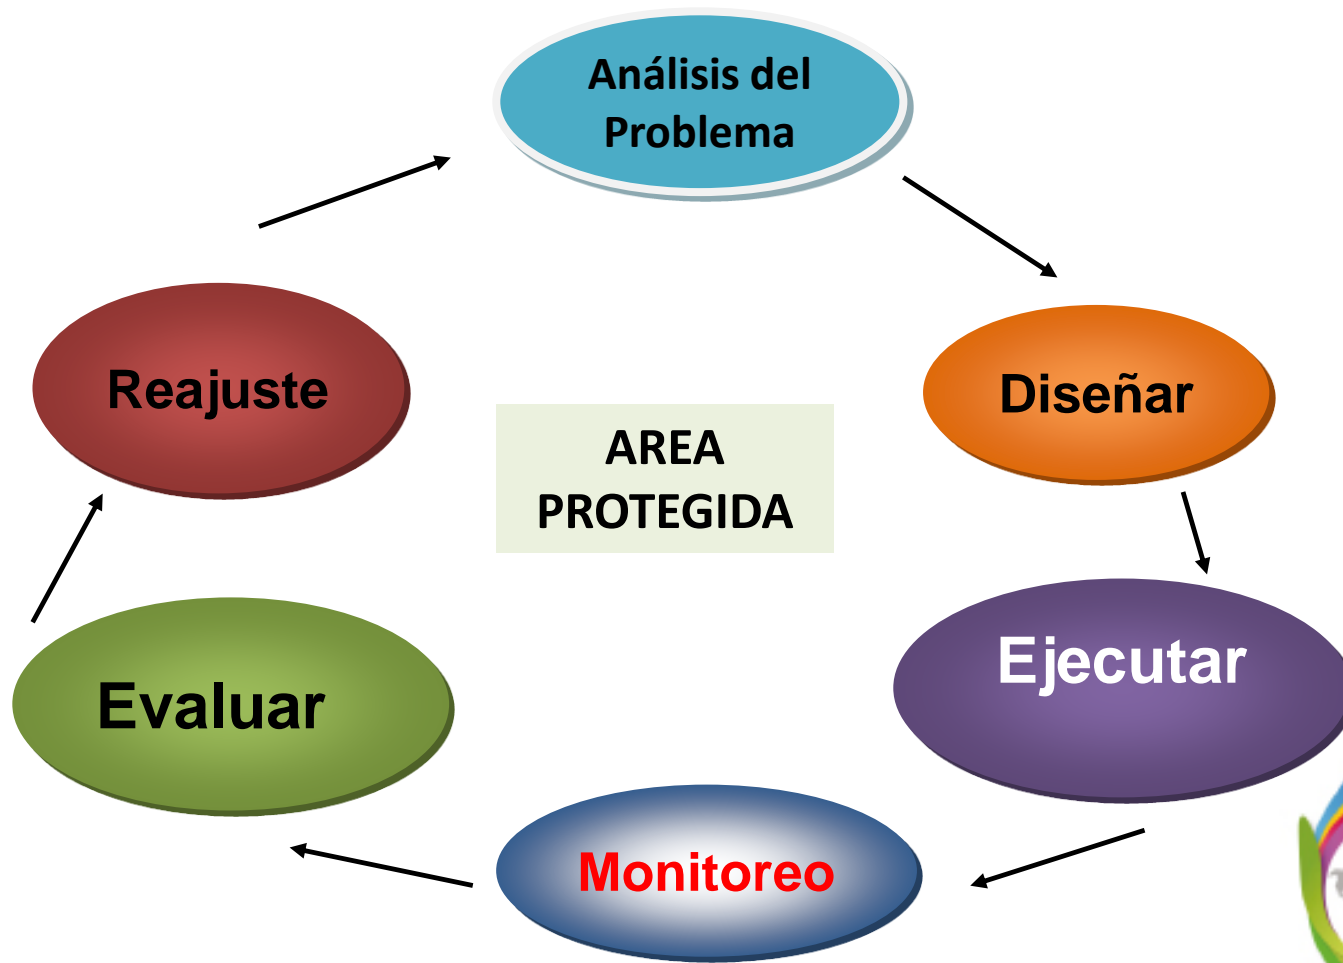 Análisis del
Problema
Reajuste
Diseñar
AREA
PROTEGIDA
Evaluar
Ejecutar
Monitoreo